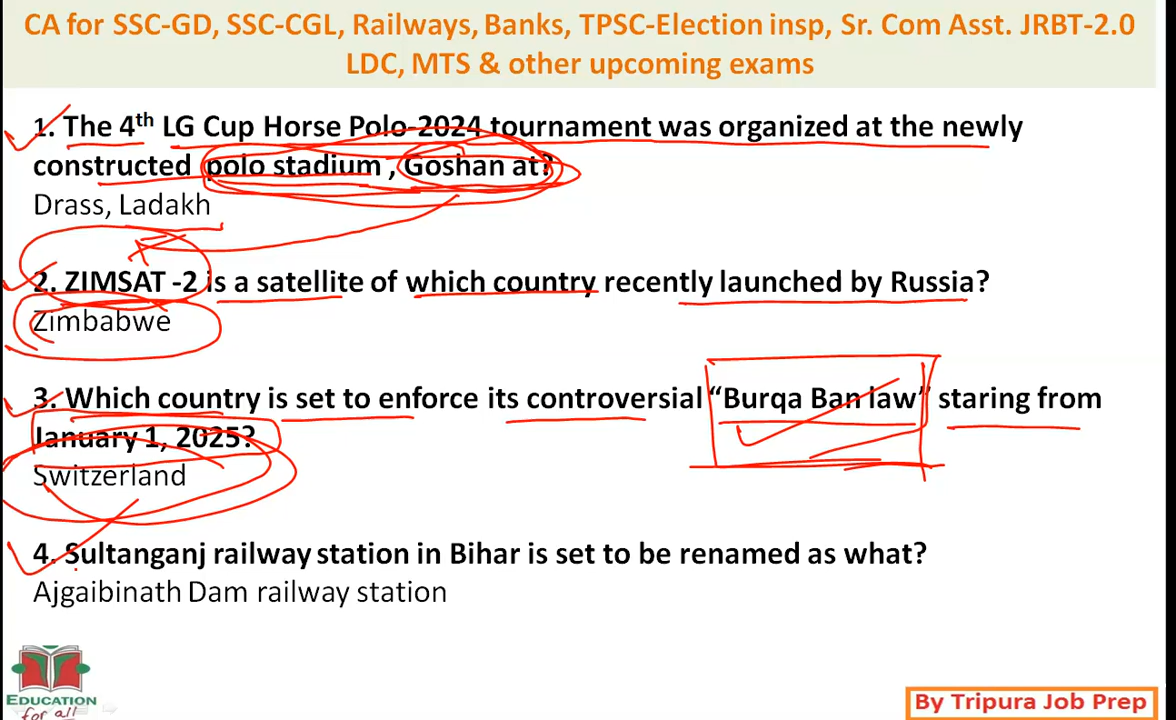 CA for SSC-GD, SSC-CGL, Railways, Banks, TPSC-Election insp, Sr. Com Asst. JRBT-2.0
LDC, MTS & other upcoming exams
1. The 4th LG Cup Horse Polo-2024 tournament was organized at the newly
constructed polo stadium , Goshan at?
Drass, Ladakh
2. ZIMSAT -2 is a satellite of which country recently launched by Russia?
Zimbabwe
3. Which country is set to enforce its controversial “Burqa Ban law” staring from
January 1, 2025?
Switzerland
4. Sultanganj railway station in Bihar is set to be renamed as what?
Ajgaibinath Dam railway station
EDUCATION
for all
By Tripura Job Prep